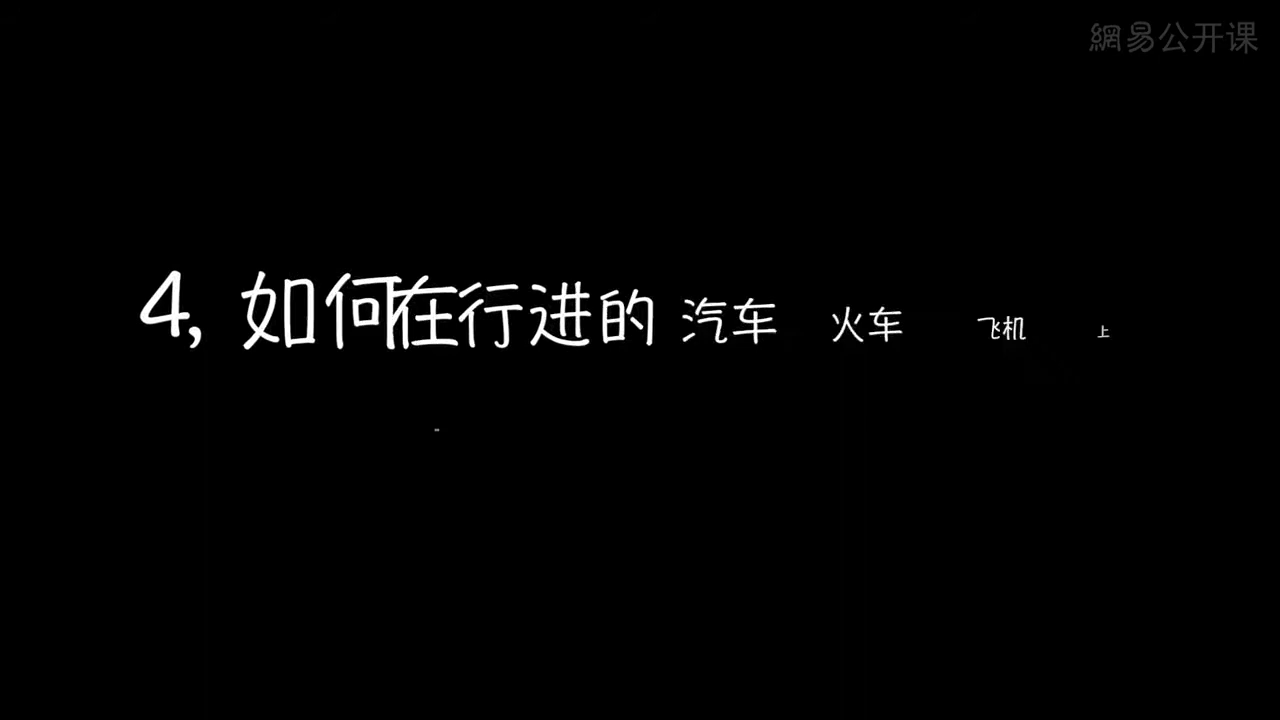 網易公开课
4, 如何在行进的 汽车 火车 飞机 上